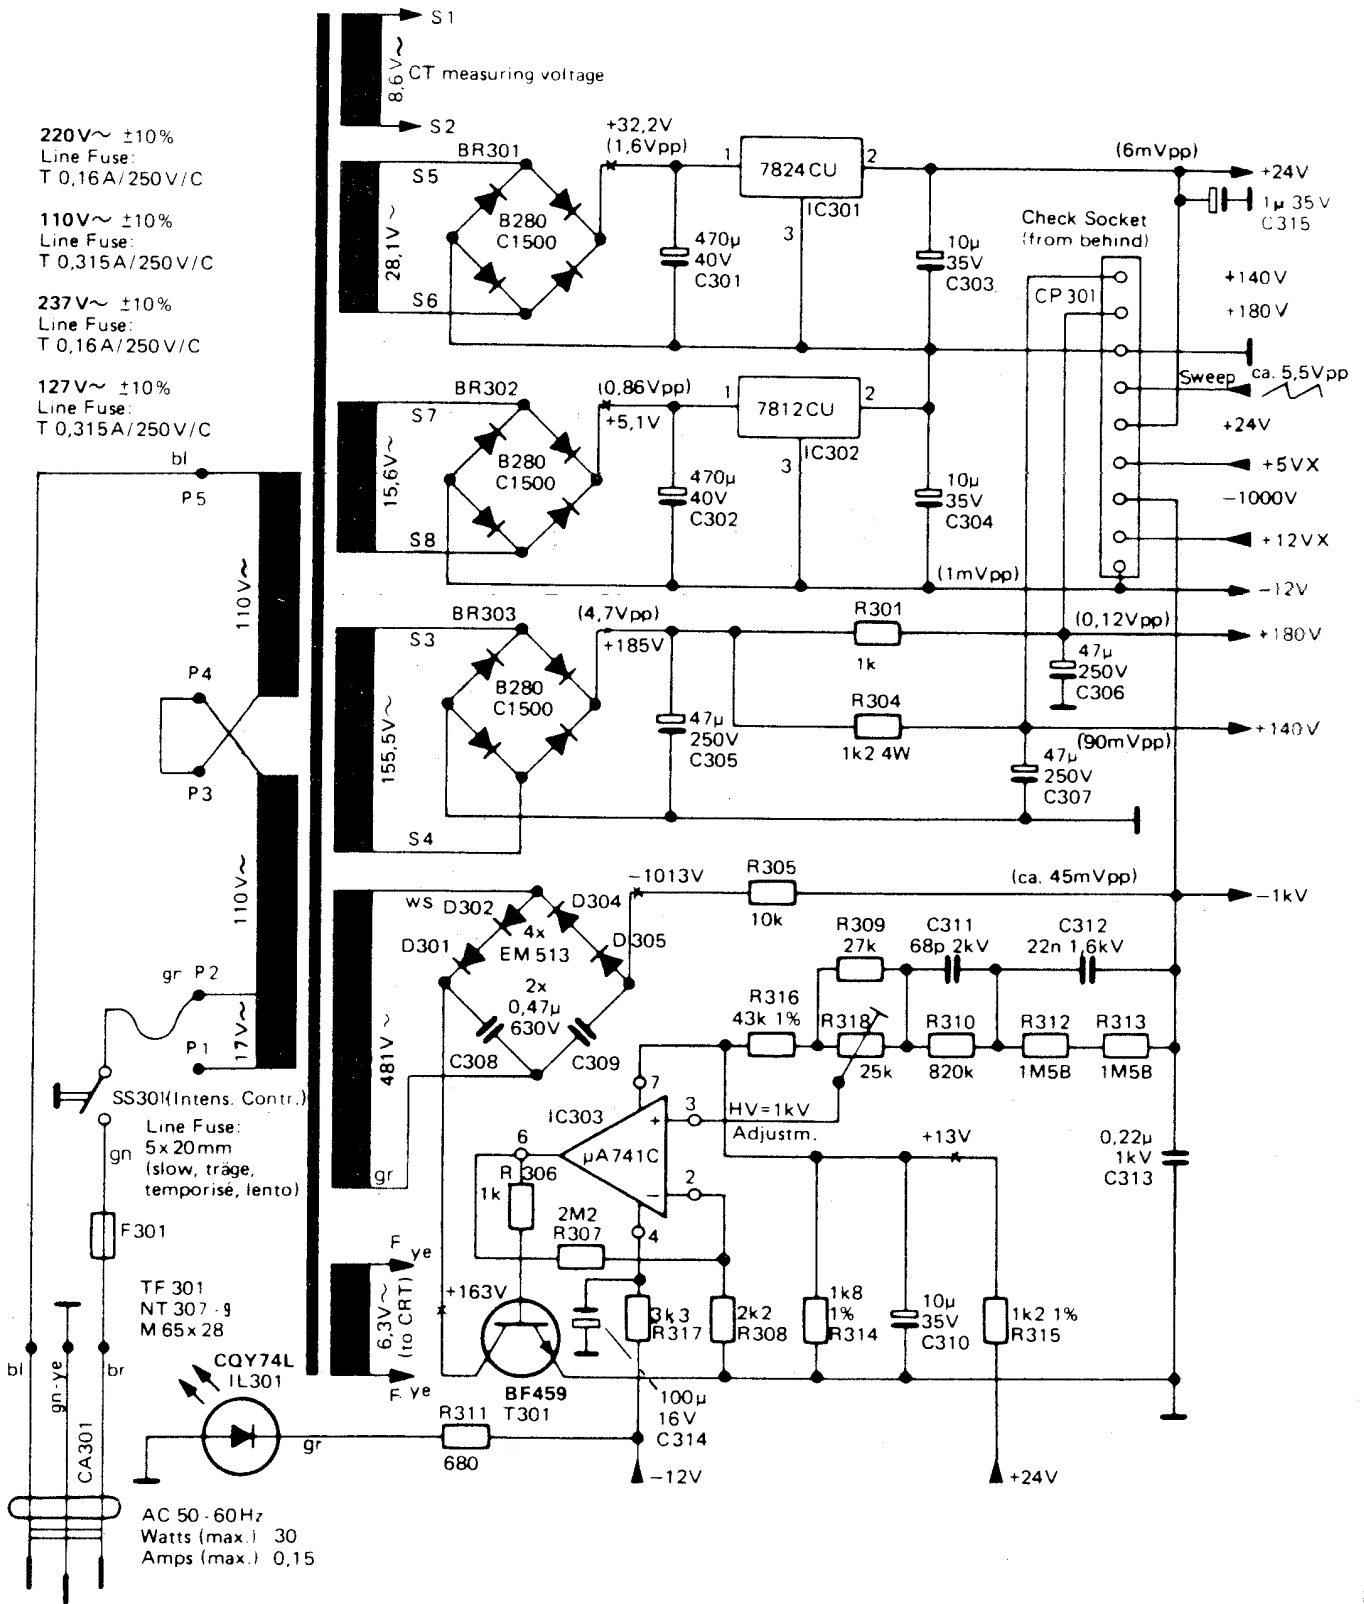 S1
8,6V~
CT measuring voltage
S2
220V~ ±10%
Line Fuse:
T 0,16A/250V/C
110V~ ±10%
Line Fuse:
T 0,315A/250V/C
237V~ ±10%
Line Fuse:
T 0,16A/250V/C
127V~ ±10%
Line Fuse:
T 0,315A/250V/C
BR301
S5
B280
C1500
28,1V~
S6
+32,2V
(1,6Vpp)
1
7824CU
2
IC301
3
470µ
40V
C301
10µ
35V
C303
(6mVpp)
+24V
1µ 35V
C315
Check Socket
(from behind)
CP301
+140V
+180V
Sweep
ca. 5,5Vpp
+24V
+5VX
-1000V
+12VX
-12V
BR302
S7
B280
C1500
15,6V~
S8
(0,86Vpp)
+5,1V
1
7812CU
2
IC302
3
470µ
40V
C302
10µ
35V
C304
(1mVpp)
bl
P5
110V~
P4
P3
110V~
gr
P2
17V~
P1
BR303
S3
B280
C1500
155,5V~
S4
(4,7Vpp)
+185V
47µ
250V
C305
R301
1k
R304
1k2 4W
(0,12Vpp)
+180V
47µ
250V
C306
+140V
(90mVpp)
47µ
250V
C307
ws
D302
D304
D301
4x
EM513
D305
2x
0,47µ
630V
C308
C309
481V~
gr
-1013V
R305
10k
(ca. 45mVpp)
-1kV
R309
27k
C311
68p 2kV
C312
22n 1,6kV
R316
43k 1%
R318
25k
R310
820k
R312
1M5B
R313
1M5B
SS301(Intens. Contr.)
Line Fuse:
5x20mm
(slow, träge,
temporisé, lento)
gn
F301
IC303
µA741C
7
+
3
HV=1kV
Adjustm.
-
2
6
4
R306
1k
2M2
R307
+13V
0,22µ
1kV
C313
F
ye
6,3V~
(to CRT)
F
ye
+163V
BF459
T301
3k3
R317
2k2
R308
1k8
1%
R314
10µ
35V
C310
1k2 1%
R315
100µ
16V
C314
TF301
NT 307-9
M 65x28
bl
gn-ye
br
CA301
CQY74L
IL301
gr
R311
680
-12V
+24V
AC 50-60Hz
Watts (max.) 30
Amps (max.) 0,15